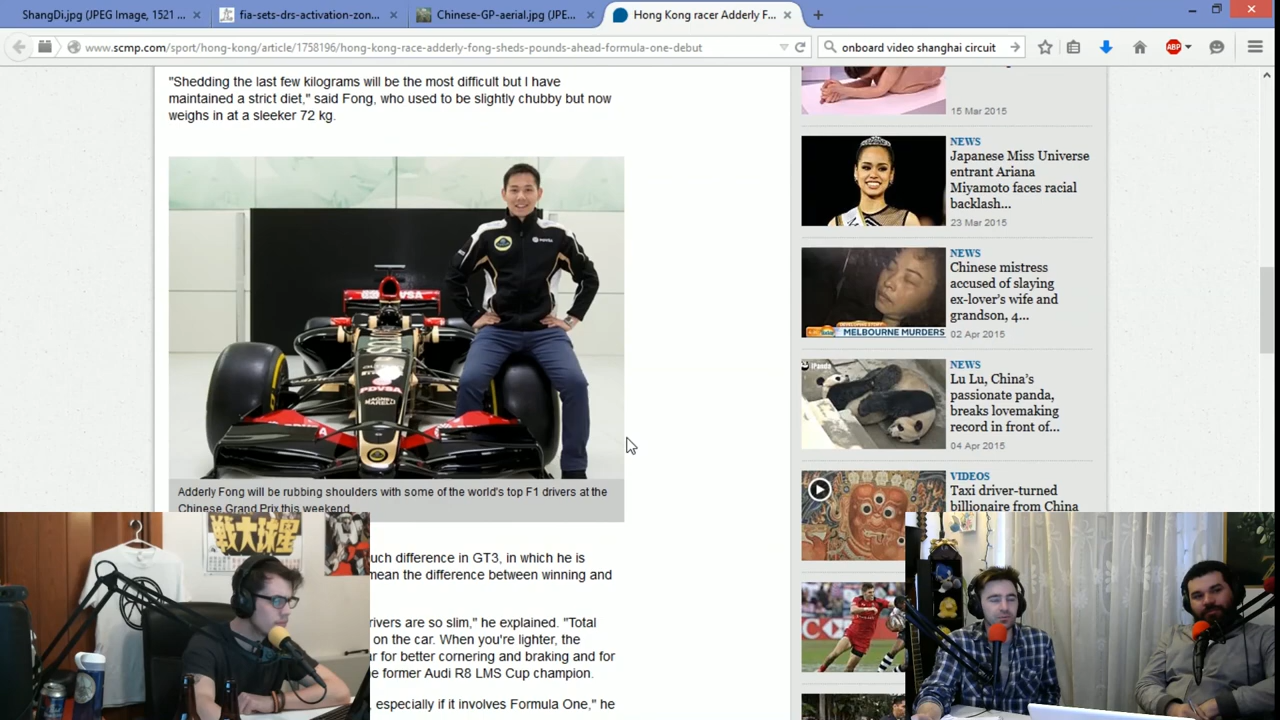 ShangDi.jpg (JPEG Image, 1521 ...
fia-sets-drs-activation-zon...
Chinese-GP-aerial.jpg (JPE...
Hong Kong racer Adderly F...
www.scmp.com/sport/hong-kong/article/1758196/hong-kong-race-adderly-fong-sheds-pounds-ahead-formula-one-debut
onboard video shanghai circuit
ABP
"Shedding the last few kilograms will be the most difficult but I have
maintained a strict diet," said Fong, who used to be slightly chubby but now
weighs in at a sleeker 72 kg.
PDVSA
PDVSA
MAGNETI
MARELLI
Adderly Fong will be rubbing shoulders with some of the world's top F1 drivers at the
Chinese Grand Prix this weekend.
uch difference in GT3, in which he is
mean the difference between winning and
rivers are so slim," he explained. "Total
on the car. When you're lighter, the
r for better cornering and braking and for
e former Audi R8 LMS Cup champion.
, especially if it involves Formula One," he
15 Mar 2015
NEWS
Japanese Miss Universe
entrant Ariana
Miyamoto faces racial
backlash...
23 Mar 2015
NEWS
Chinese mistress
accused of slaying
ex-lover's wife and
grandson, 4...
02 Apr 2015
MELBOURNE MURDERS
NEWS
Lu Lu, China's
passionate panda,
breaks lovemaking
record in front of...
04 Apr 2015
iPanda
VIDEOS
Taxi driver-turned
billionaire from China
戦大球星